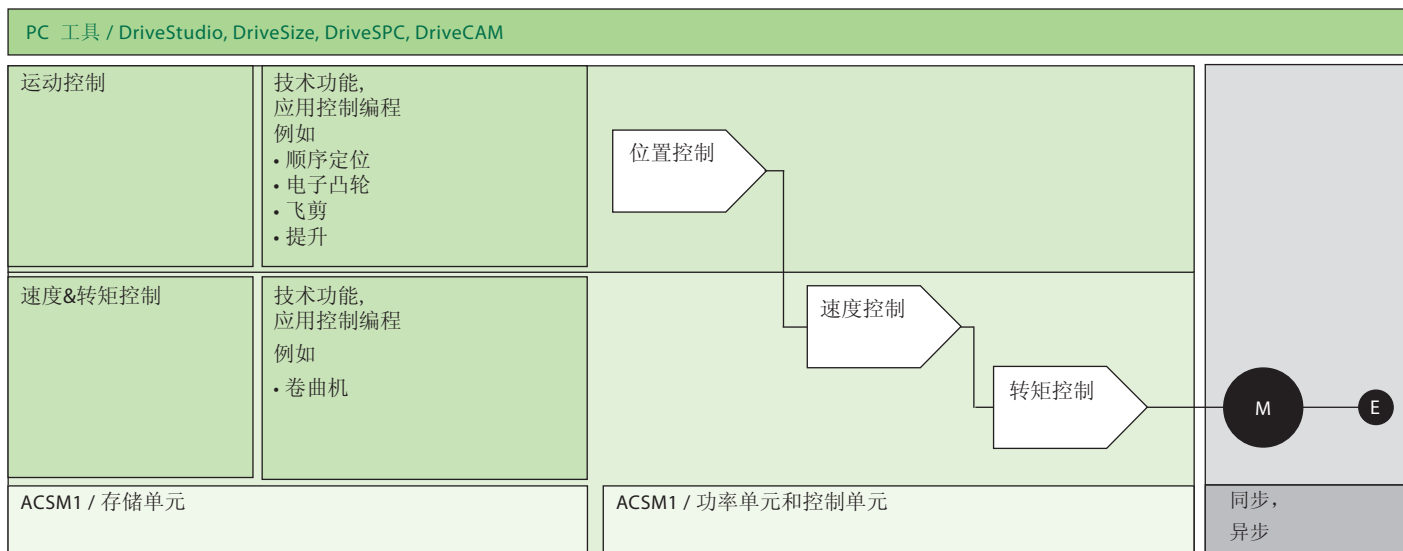 PC 工具 / DriveStudio, DriveSize, DriveSPC, DriveCAM
运动控制
技术功能,
应用控制编程
例如
• 顺序定位
• 电子凸轮
• 飞剪
• 提升
位置控制
速度&转矩控制
技术功能,
应用控制编程
例如
• 卷曲机
速度控制
转矩控制
M
E
ACSM1 / 存储单元
ACSM1 / 功率单元和控制单元
同步,
异步